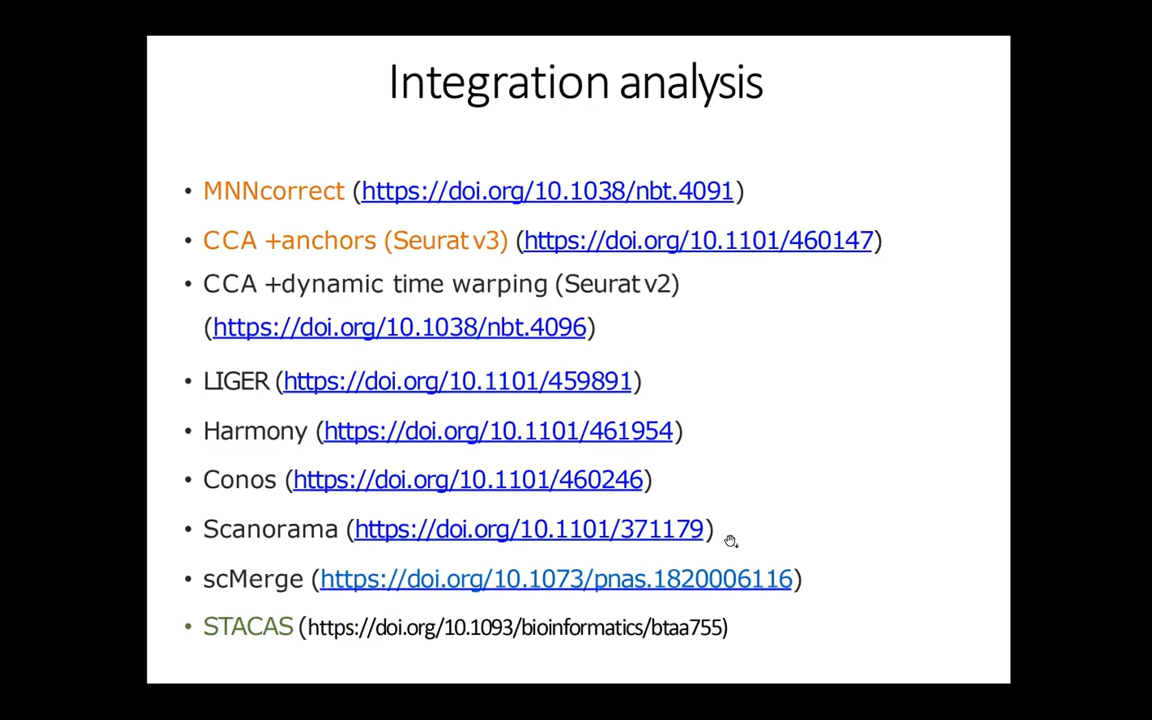 Integration analysis
• MNNcorrect (https://doi.org/10.1038/nbt.4091)
• CCA +anchors (Seurat v3) (https://doi.org/10.1101/460147)
• CCA +dynamic time warping (Seurat v2)
(https://doi.org/10.1038/nbt.4096)
• LIGER (https://doi.org/10.1101/459891)
• Harmony (https://doi.org/10.1101/461954)
• Conos (https://doi.org/10.1101/460246)
• Scanorama (https://doi.org/10.1101/371179)
• scMerge (https://doi.org/10.1073/pnas.1820006116)
• STACAS (https://doi.org/10.1093/bioinformatics/btaa755)